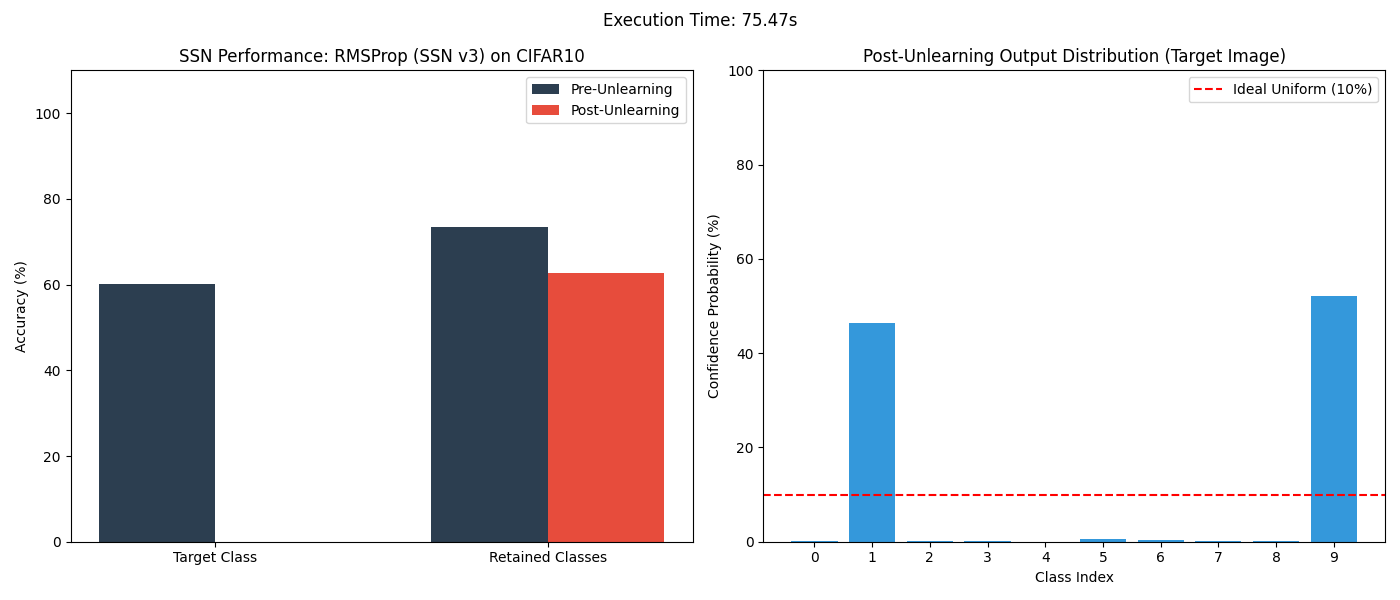 Execution Time: 75.47s
SSN Performance: RMSProp (SSN v3) on CIFAR10
Pre-Unlearning
Post-Unlearning
Accuracy (%)
100
80
60
40
20
0
Target Class
Retained Classes
Post-Unlearning Output Distribution (Target Image)
Ideal Uniform (10%)
Confidence Probability (%)
100
80
60
40
20
0
0 1 2 3 4 5 6 7 8 9
Class Index